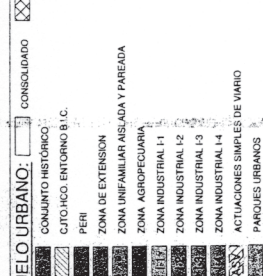 ELO URBANO:
CONSOLIDADO
CONJUNTO HISTÓRICO
CJTO.HCO. ENTORNO B.I.C.
PERI
ZONA DE EXTENSION
ZONA UNIFAMILIAR AISLADA Y PAREADA
ZONA AGROPECUARIA
ZONA INDUSTRIAL I-1
ZONA INDUSTRIAL I-2
ZONA INDUSTRIAL I-3
ZONA INDUSTRIAL I-4
ACTUACIONES SIMPLES DE VIARIO
PARQUES URBANOS